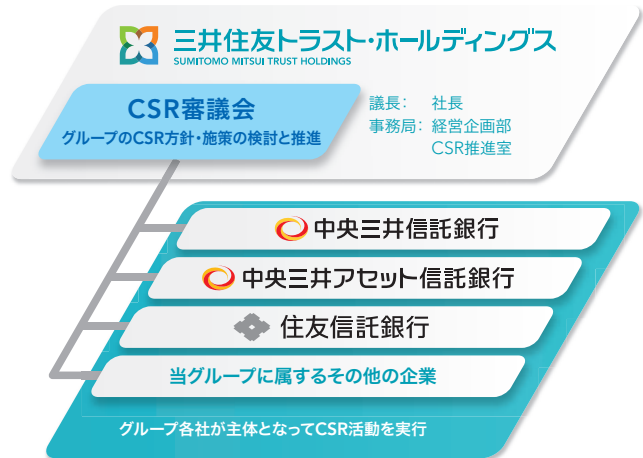 三井住友トラスト・ホールディングス
SUMITOMO MITSUI TRUST HOLDINGS
CSR審議会
グループのCSR方針・施策の検討と推進
議長： 社長
事務局： 経営企画部
CSR推進室
中央三井信託銀行
中央三井アセット信託銀行
住友信託銀行
当グループに属するその他の企業
グループ各社が主体となってCSR活動を実行